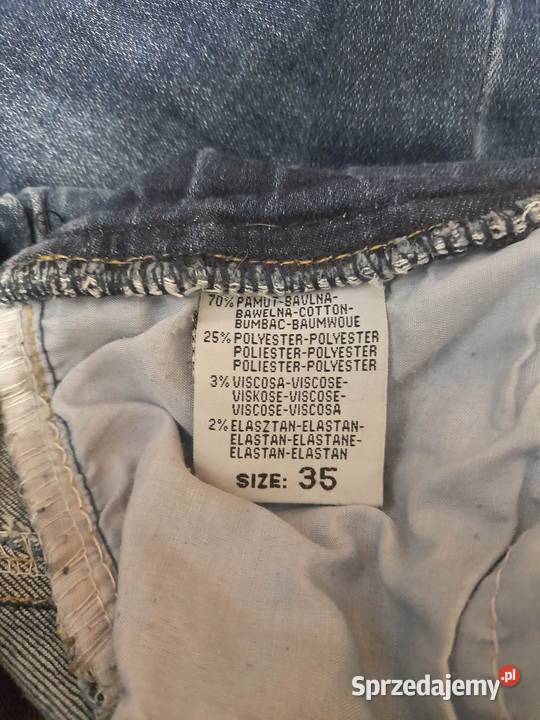 70% PAMUT-BAVLNA-
BAWELNA-COTTON-
BUMBAC-BAUMWOUE
25% POLYESTER-POLYESTER
POLIESTER-POLYESTER
POLIESTER-POLYESTER
3% VISCOSA-VISCOSE-
VISKOSE-VISCOSE-
VISCOSE-VISCOSA
2% ELASZTAN-ELASTAN-
ELASTAN-ELASTANE-
ELASTAN-ELASTAN
SIZE: 35
Sprzedajemy.pl